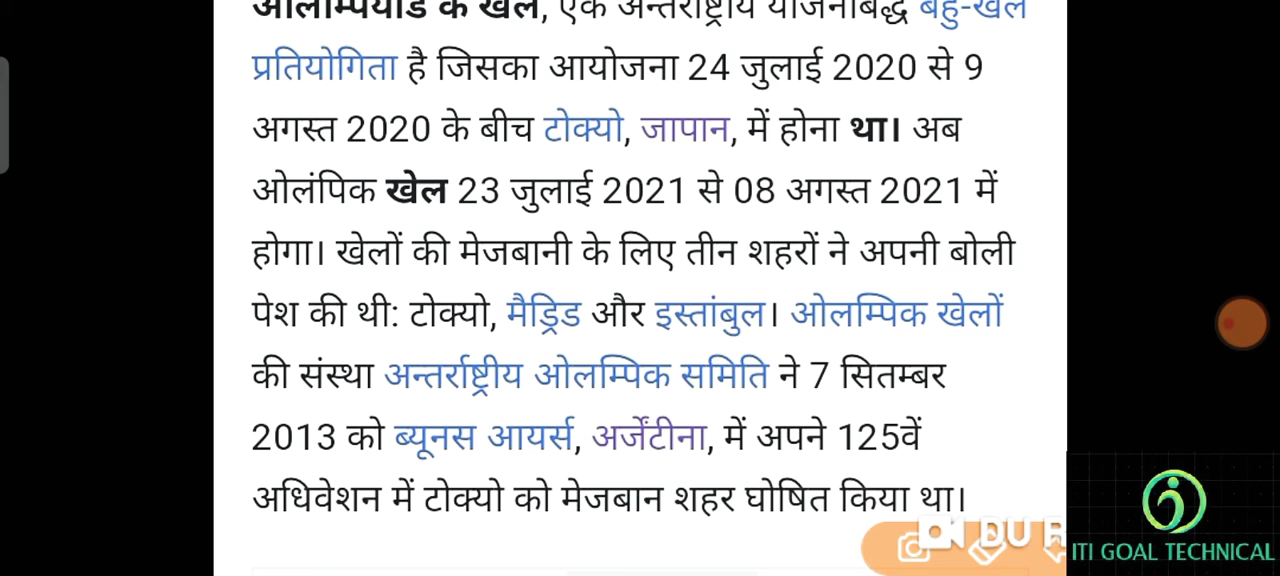 ओलम्पियाड के खेल, एक अन्तर्राष्ट्रीय योजनाबद्ध बहु-खेल
प्रतियोगिता है जिसका आयोजना 24 जुलाई 2020 से 9
अगस्त 2020 के बीच टोक्यो, जापान, में होना था। अब
ओलंपिक खेल 23 जुलाई 2021 से 08 अगस्त 2021 में
होगा। खेलों की मेजबानी के लिए तीन शहरों ने अपनी बोली
पेश की थी: टोक्यो, मैड्रिड और इस्तांबुल। ओलम्पिक खेलों
की संस्था अन्तर्राष्ट्रीय ओलम्पिक समिति ने 7 सितम्बर
2013 को ब्यूनस आयर्स, अर्जेंटीना, में अपने 125वें
अधिवेशन में टोक्यो को मेजबान शहर घोषित किया था।
DU R
ITI GOAL TECHNICAL